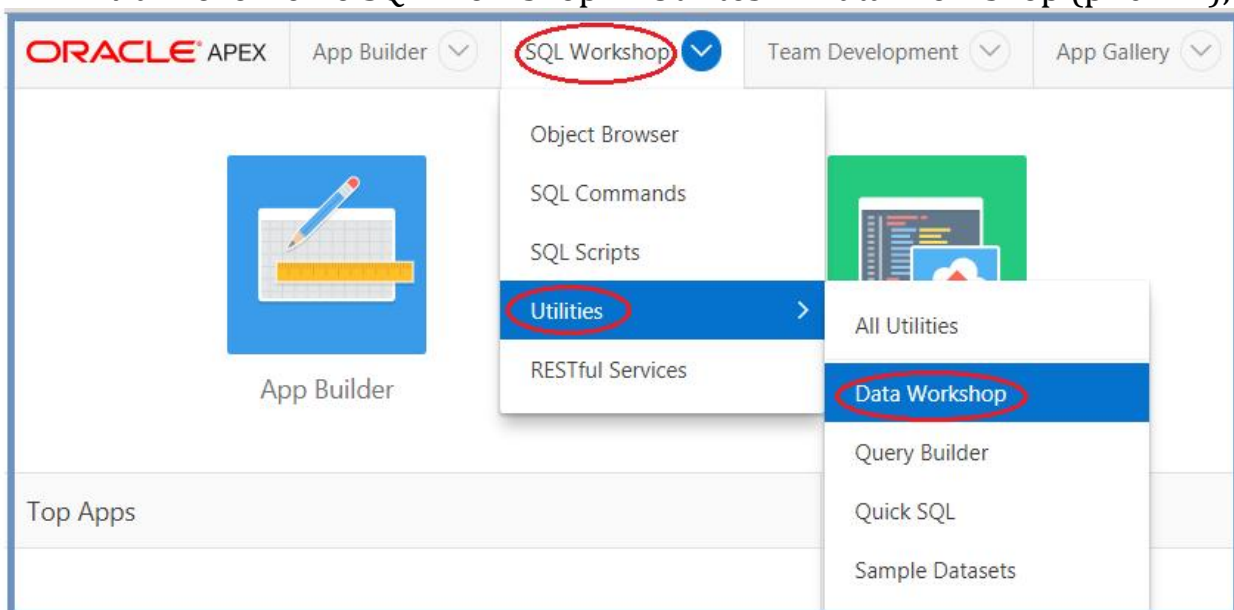 ORACLE APEX App Builder SQL Workshop Team Development App Gallery
Object Browser
SQL Commands
SQL Scripts
Utilities
All Utilities
RESTful Services
App Builder
Data Workshop
Query Builder
Top Apps
Quick SQL
Sample Datasets